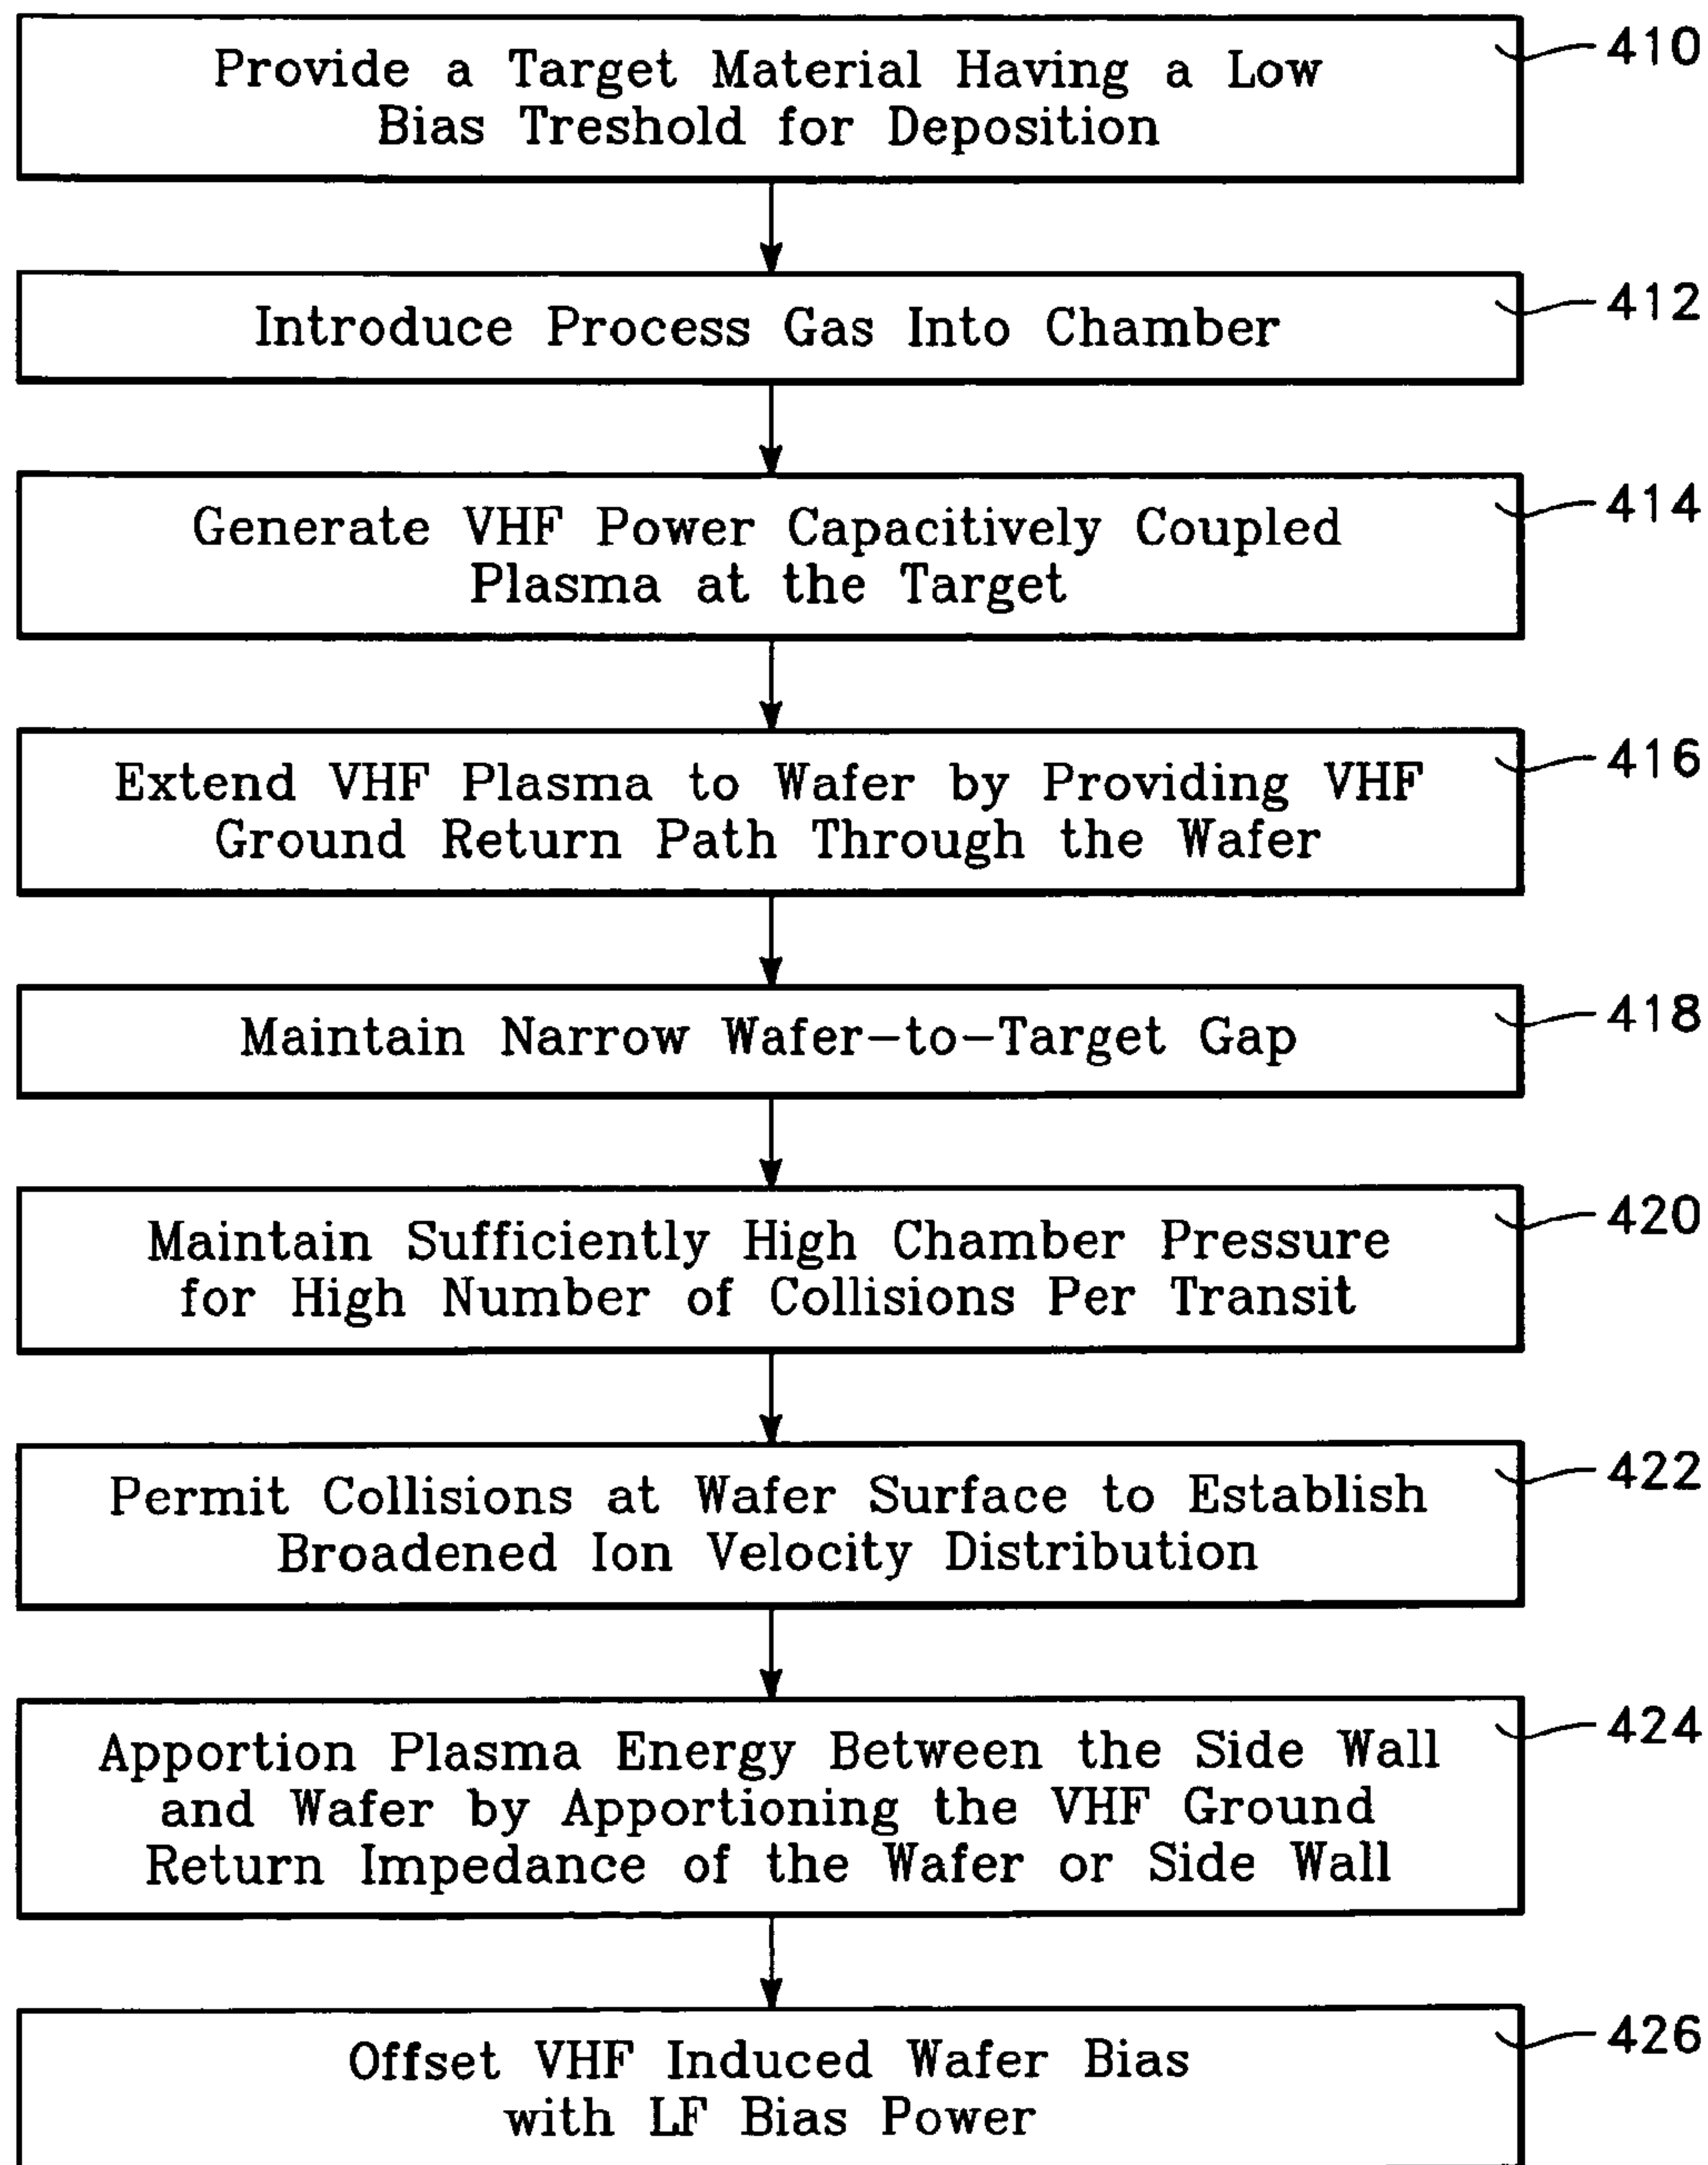 Provide a Target Material Having a Low
Bias Treshold for Deposition
410
Introduce Process Gas Into Chamber
412
Generate VHF Power Capacitively Coupled
Plasma at the Target
414
Extend VHF Plasma to Wafer by Providing VHF
Ground Return Path Through the Wafer
416
Maintain Narrow Wafer-to-Target Gap
418
Maintain Sufficiently High Chamber Pressure
for High Number of Collisions Per Transit
420
Permit Collisions at Wafer Surface to Establish
Broadened Ion Velocity Distribution
422
Apportion Plasma Energy Between the Side Wall
and Wafer by Apportioning the VHF Ground
Return Impedance of the Wafer or Side Wall
424
Offset VHF Induced Wafer Bias
with LF Bias Power
426